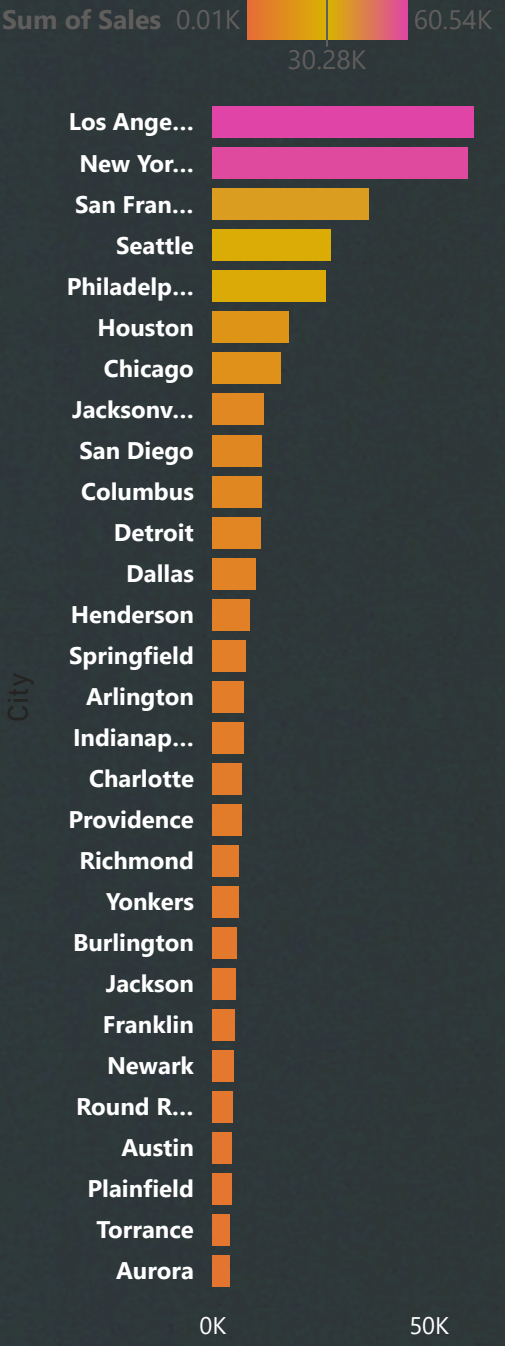 Sum of Sales 0.01K 60.54K
30.28K
Los Ange...
New Yor...
San Fran...
Seattle
Philadelp...
Houston
Chicago
Jacksonv...
San Diego
Columbus
Detroit
Dallas
Henderson
Springfield
Arlington
Indianap...
Charlotte
Providence
Richmond
Yonkers
Burlington
Jackson
Franklin
Newark
Round R...
Austin
Plainfield
Torrance
Aurora
City
0K 50K